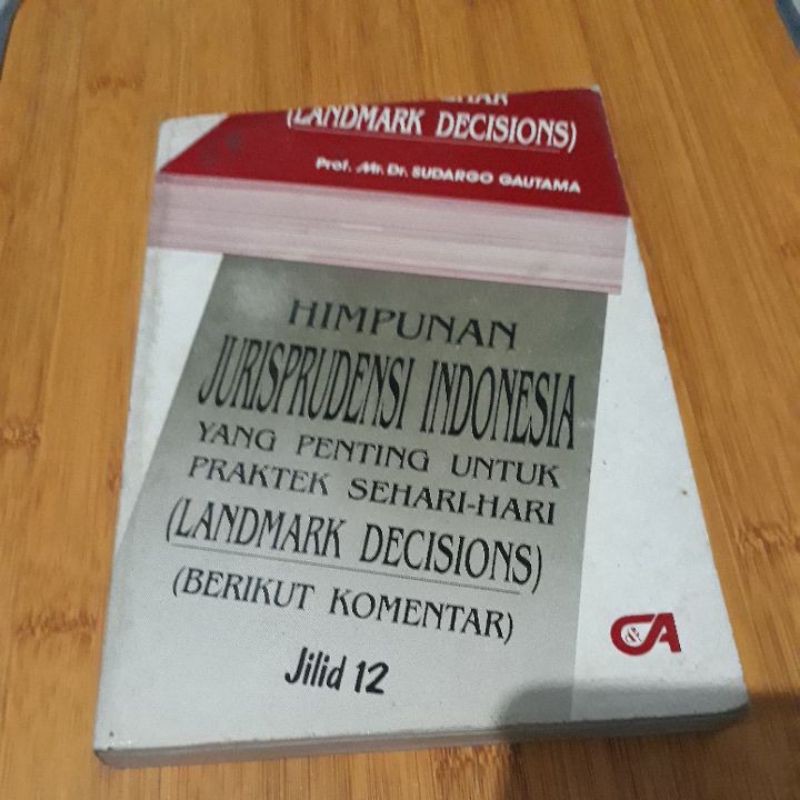 (LANDMARK DECISIONS)
Prof. Mr. Dr. SUDARGO GAUTAMA
HIMPUNAN
JURISPRUDENSI INDONESIA
YANG PENTING UNTUK
PRAKTEK SEHARI-HARI
(LANDMARK DECISIONS)
(BERIKUT KOMENTAR)
C&A
Jilid 12